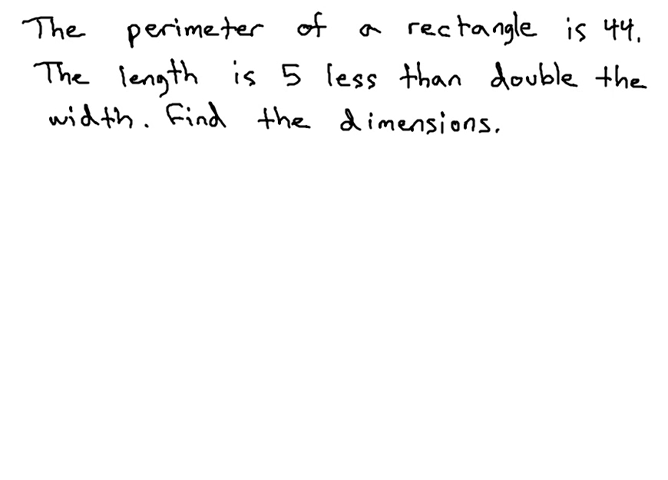 The perimeter of a rectangle is 44.
The length is 5 less than double the
width. Find the dimensions.